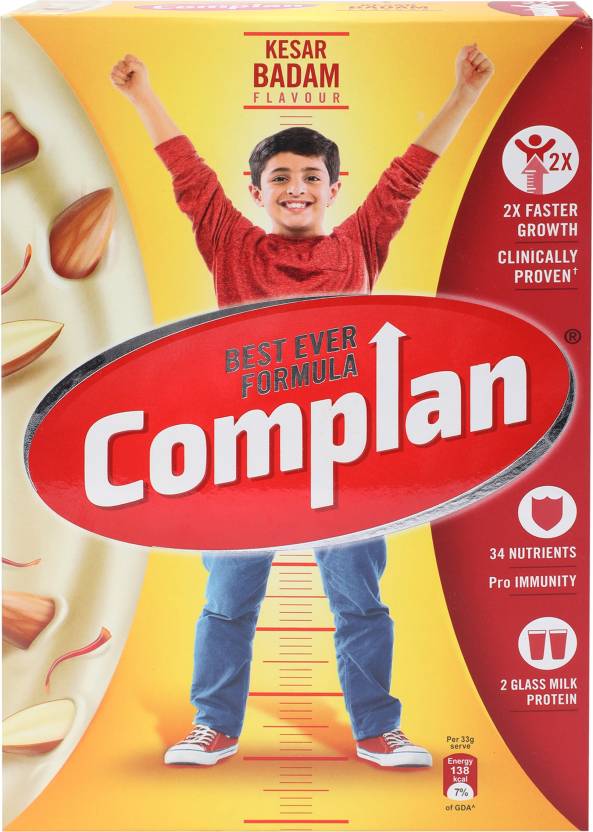 Complan
KESAR
BADAM
FLAVOUR
2X
2X FASTER
GROWTH
CLINICALLY
PROVEN†
BEST EVER
FORMULA
Complan
®
34 NUTRIENTS
Pro IMMUNITY
2 GLASS MILK
PROTEIN
Per 33g
serve
Energy
138
kcal
7%
of GDA^